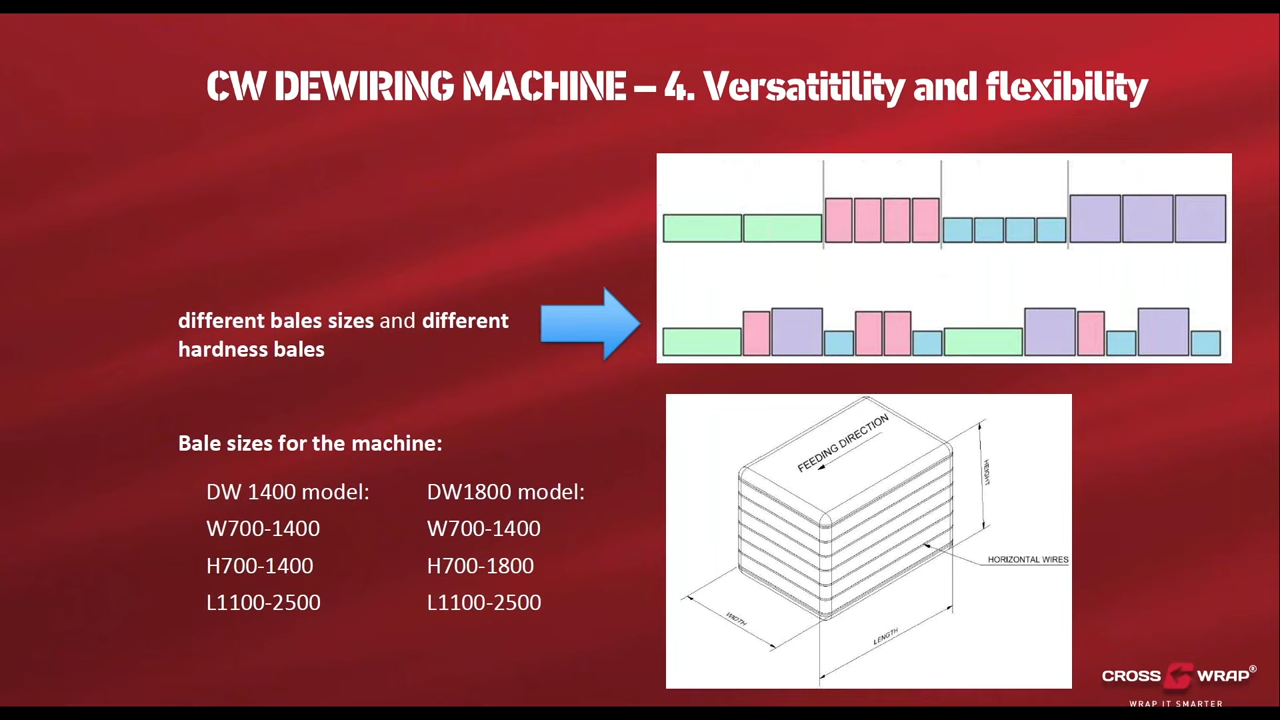 CW DEWIRING MACHINE – 4. Versatitility and flexibility
different bales sizes and different
hardness bales
Bale sizes for the machine:
DW 1400 model:
W700-1400
H700-1400
L1100-2500
DW1800 model:
W700-1400
H700-1800
L1100-2500
FEEDING DIRECTION
HEIGHT
HORIZONTAL WIRES
WIDTH
LENGTH
CROSS WRAP®
WRAP IT SMARTER